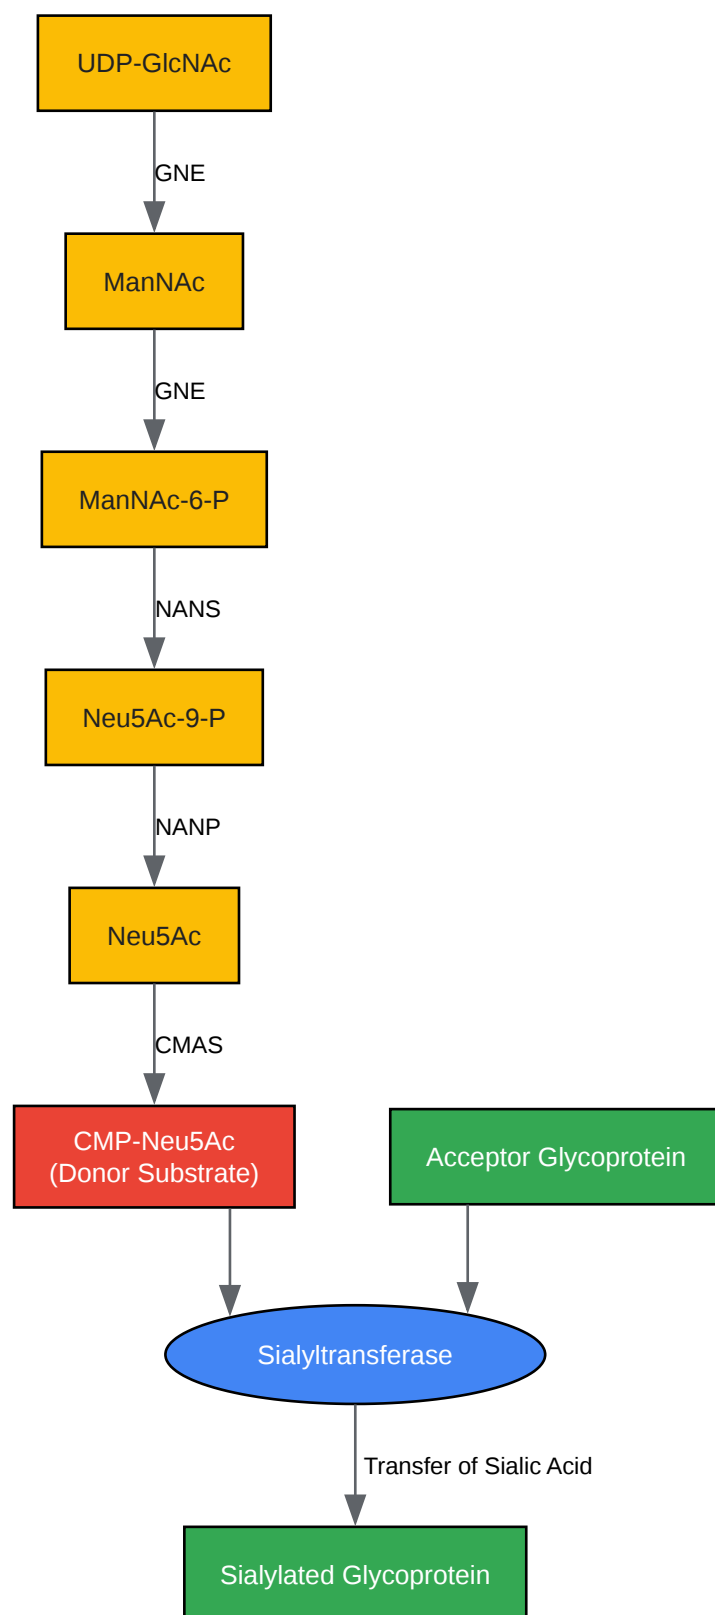 UDP-GlcNAc
GNE
ManNAc
GNE
ManNAc-6-P
NANS
Neu5Ac-9-P
NANP
Neu5Ac
CMAS
CMP-Neu5Ac
(Donor Substrate)
Acceptor Glycoprotein
Sialyltransferase
Transfer of Sialic Acid
Sialylated Glycoprotein